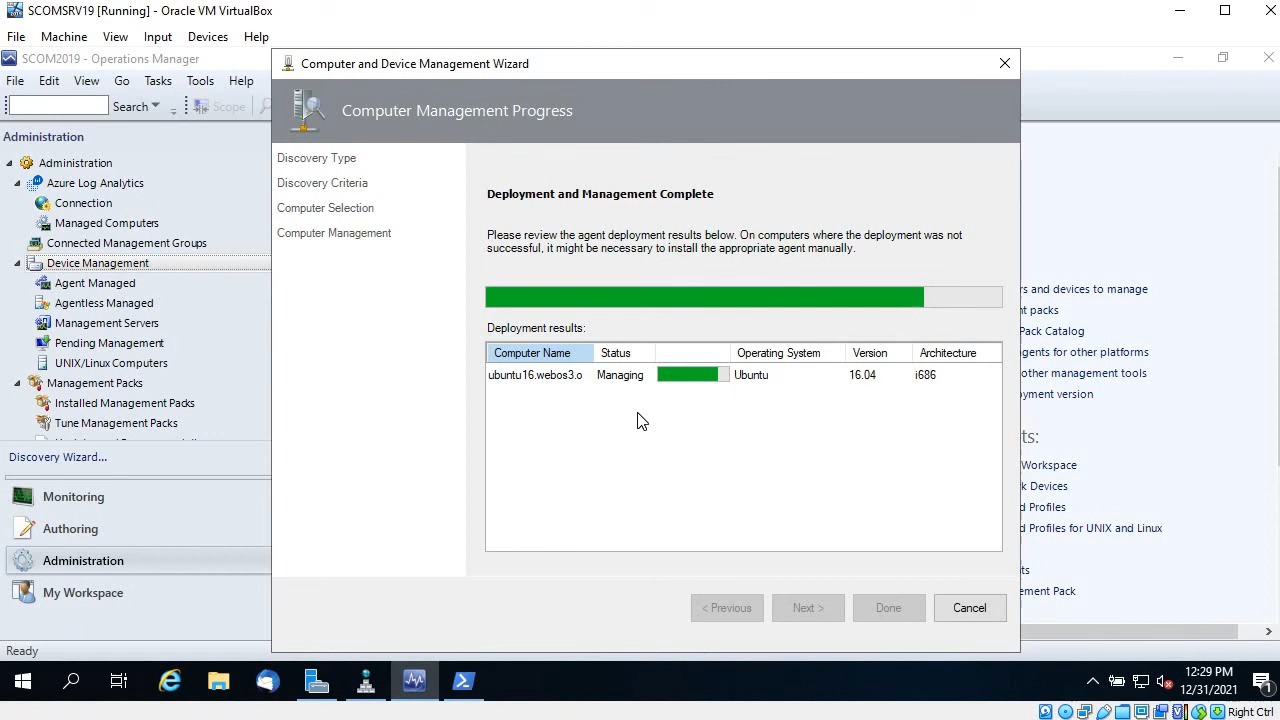 SCOMSRV19 [Running] - Oracle VM VirtualBox
File Machine View Input Devices Help
SCOM2019 - Operations Manager
File Edit View Go Tasks Tools Help
Search Scope
Administration
Administration
Azure Log Analytics
Connection
Managed Computers
Connected Management Groups
Device Management
Agent Managed
Agentless Managed
Management Servers
Pending Management
UNIX/Linux Computers
Management Packs
Installed Management Packs
Tune Management Packs
Discovery Wizard...
Monitoring
Authoring
Administration
My Workspace
Ready
Computer and Device Management Wizard
Computer Management Progress
Discovery Type
Discovery Criteria
Computer Selection
Computer Management
Deployment and Management Complete
Please review the agent deployment results below. On computers where the deployment was not
successful, it might be necessary to install the appropriate agent manually.
Deployment results:
Computer Name Status Operating System Version Architecture
ubuntu16.webos3.o Managing Ubuntu 16.04 i686
< Previous Next > Done Cancel
rs and devices to manage
nt packs
Pack Catalog
gents for other platforms
other management tools
yment version
ts:
Workspace
k Devices
d Profiles
d Profiles for UNIX and Linux
ts
ement Pack
12:29 PM
12/31/2021
1
Right Ctrl